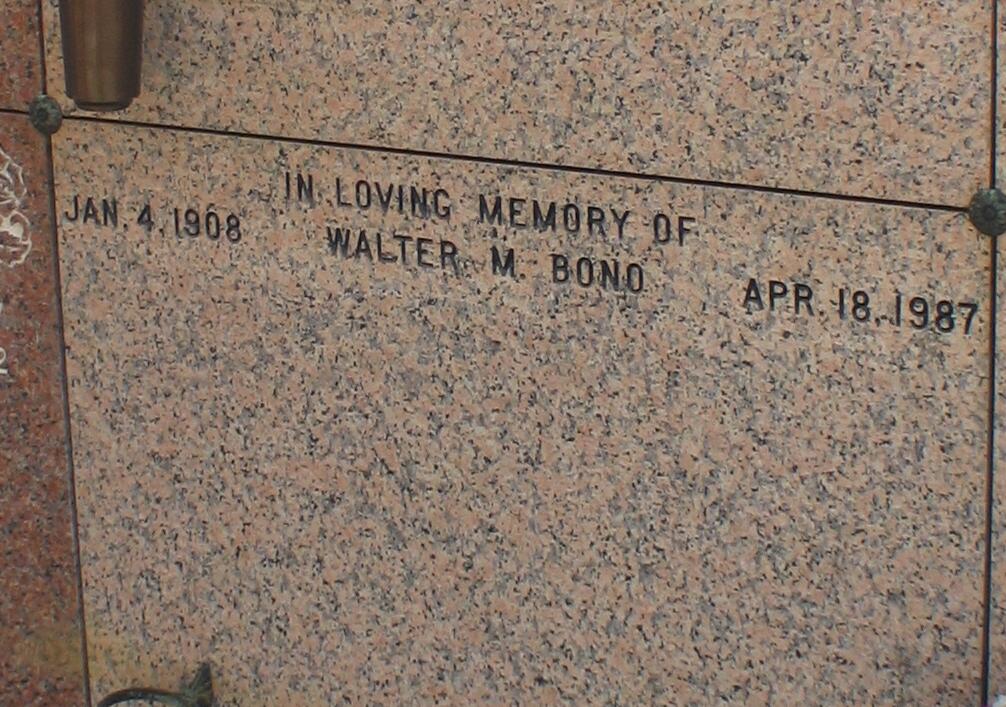 IN LOVING MEMORY OF
JAN. 4, 1908
WALTER M. BONO
APR. 18, 1987